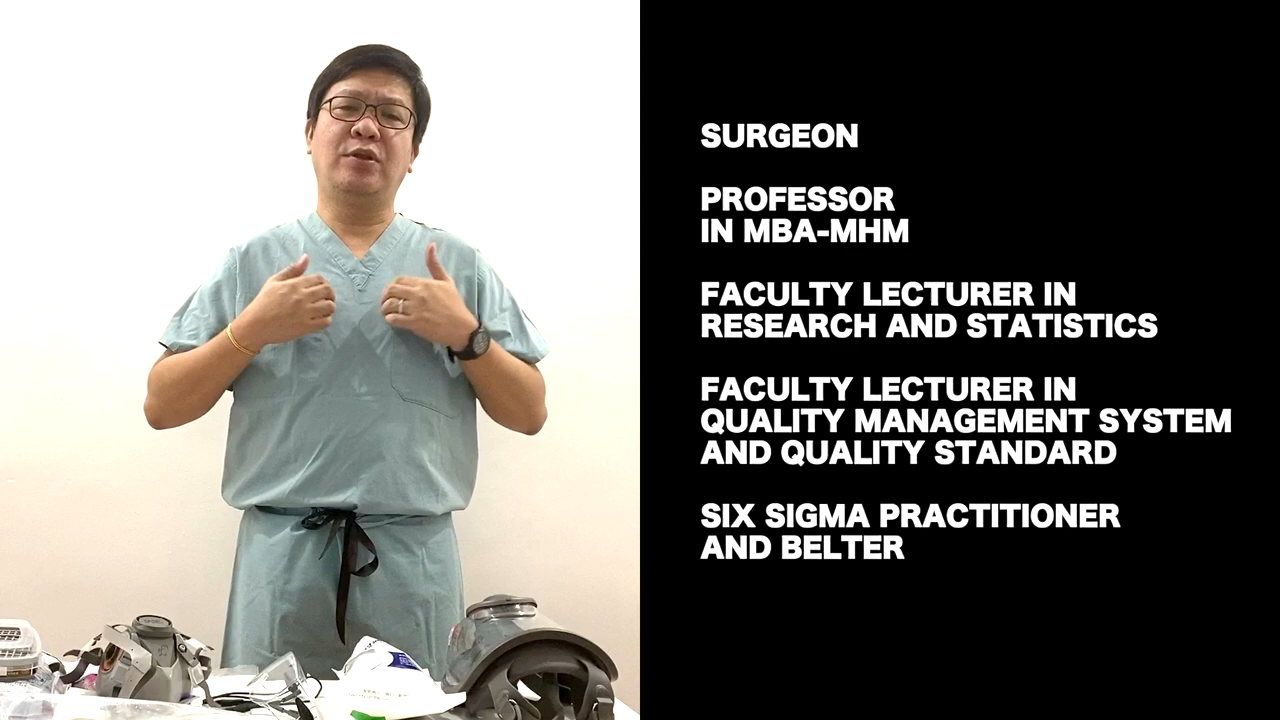 SURGEON
PROFESSOR
IN MBA-MHM
FACULTY LECTURER IN
RESEARCH AND STATISTICS
FACULTY LECTURER IN
QUALITY MANAGEMENT SYSTEM
AND QUALITY STANDARD
SIX SIGMA PRACTITIONER
AND BELTER